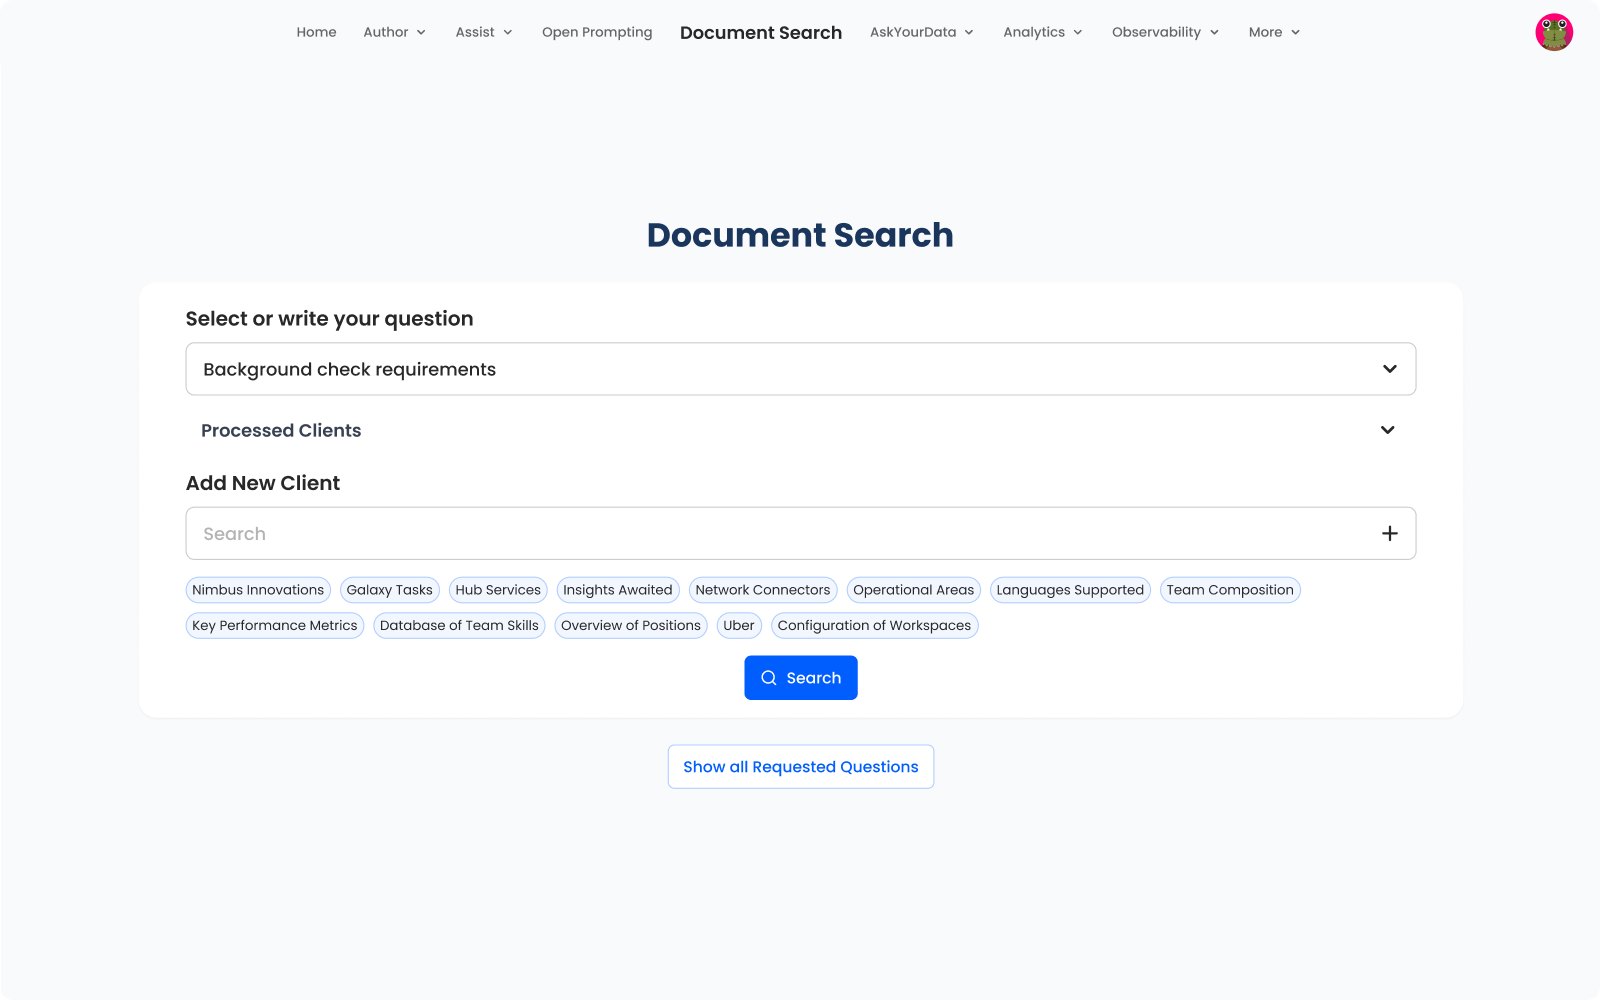 Home Author Assist Open Prompting Document Search AskYourData Analytics Observability More
Document Search
Select or write your question
Background check requirements
Processed Clients
Add New Client
Search
Nimbus Innovations Galaxy Tasks Hub Services Insights Awaited Network Connectors Operational Areas Languages Supported Team Composition
Key Performance Metrics Database of Team Skills Overview of Positions Uber Configuration of Workspaces
Search
Show all Requested Questions